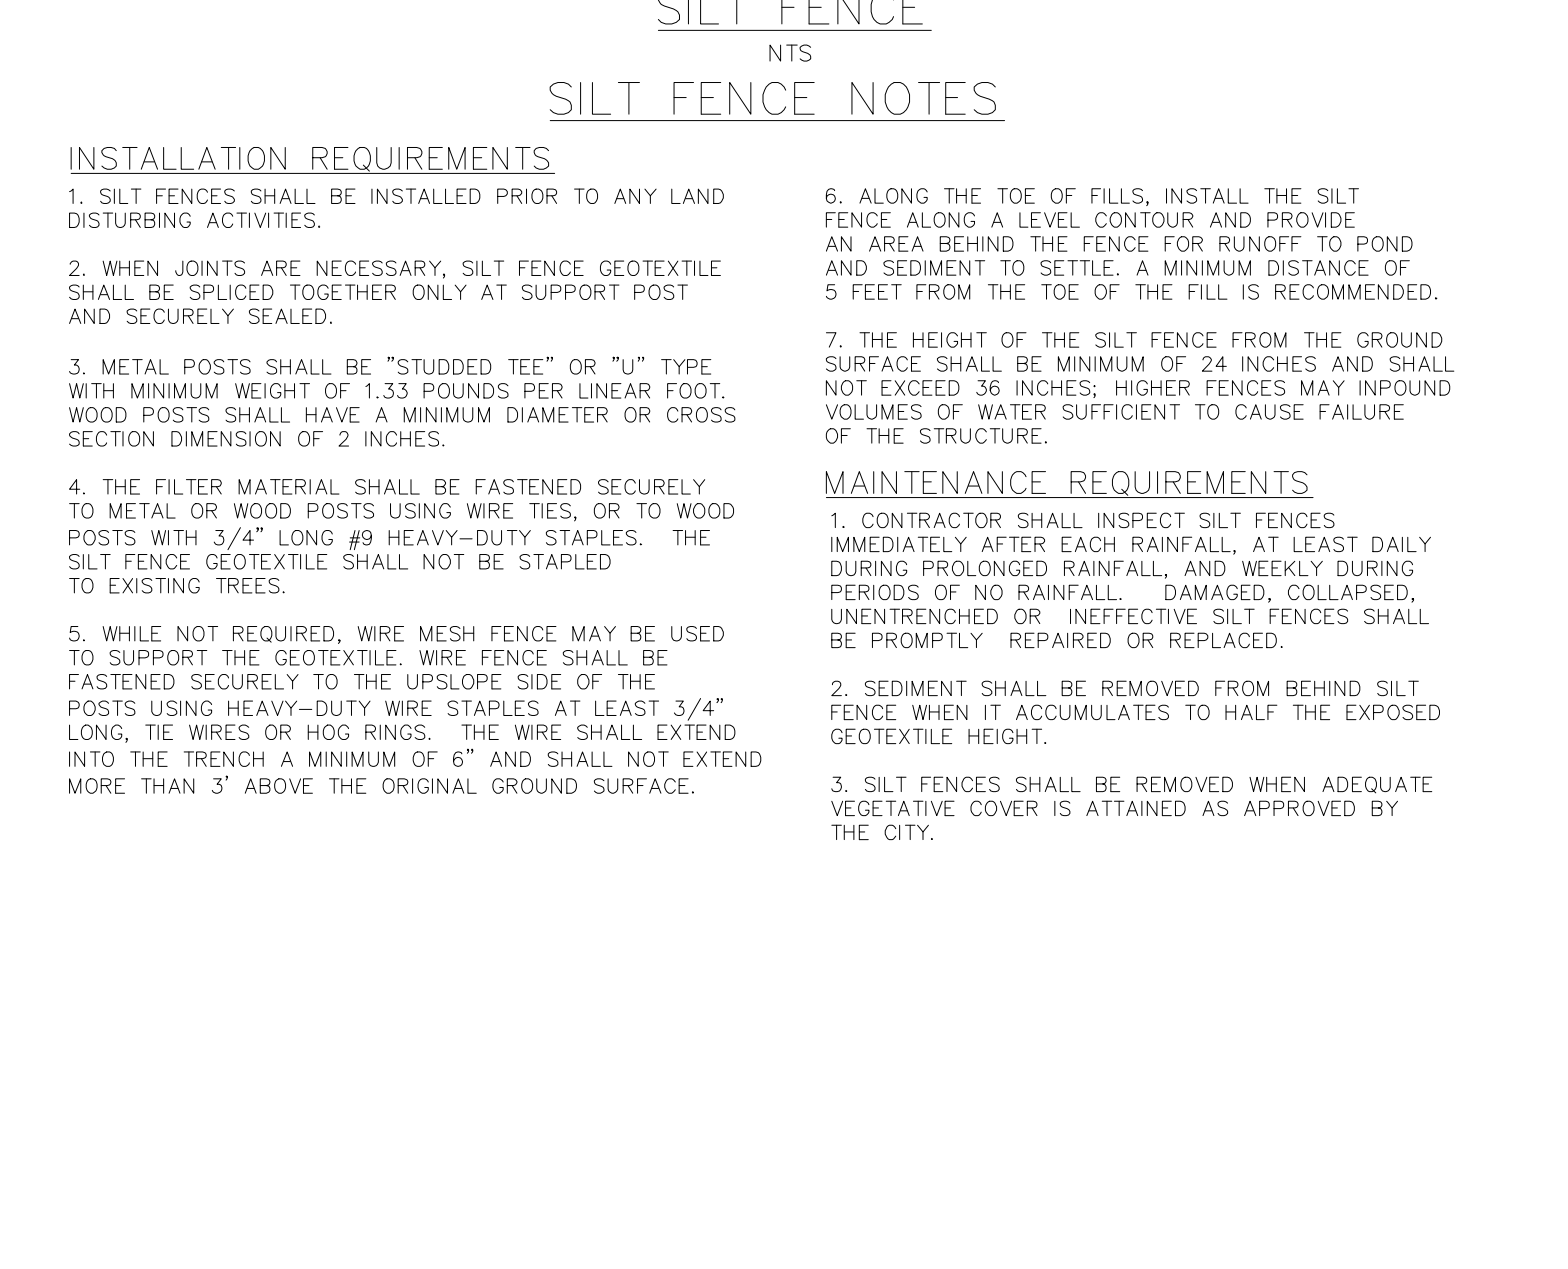 SILT FENCE
NTS
SILT FENCE NOTES
INSTALLATION REQUIREMENTS
1. SILT FENCES SHALL BE INSTALLED PRIOR TO ANY LAND
DISTURBING ACTIVITIES.
2. WHEN JOINTS ARE NECESSARY, SILT FENCE GEOTEXTILE
SHALL BE SPLICED TOGETHER ONLY AT SUPPORT POST
AND SECURELY SEALED.
3. METAL POSTS SHALL BE "STUDDED TEE" OR "U" TYPE
WITH MINIMUM WEIGHT OF 1.33 POUNDS PER LINEAR FOOT.
WOOD POSTS SHALL HAVE A MINIMUM DIAMETER OR CROSS
SECTION DIMENSION OF 2 INCHES.
4. THE FILTER MATERIAL SHALL BE FASTENED SECURELY
TO METAL OR WOOD POSTS USING WIRE TIES, OR TO WOOD
POSTS WITH 3/4" LONG #9 HEAVY-DUTY STAPLES. THE
SILT FENCE GEOTEXTILE SHALL NOT BE STAPLED
TO EXISTING TREES.
5. WHILE NOT REQUIRED, WIRE MESH FENCE MAY BE USED
TO SUPPORT THE GEOTEXTILE. WIRE FENCE SHALL BE
FASTENED SECURELY TO THE UPSLOPE SIDE OF THE
POSTS USING HEAVY-DUTY WIRE STAPLES AT LEAST 3/4"
LONG, TIE WIRES OR HOG RINGS. THE WIRE SHALL EXTEND
INTO THE TRENCH A MINIMUM OF 6" AND SHALL NOT EXTEND
MORE THAN 3' ABOVE THE ORIGINAL GROUND SURFACE.
6. ALONG THE TOE OF FILLS, INSTALL THE SILT
FENCE ALONG A LEVEL CONTOUR AND PROVIDE
AN AREA BEHIND THE FENCE FOR RUNOFF TO POND
AND SEDIMENT TO SETTLE. A MINIMUM DISTANCE OF
5 FEET FROM THE TOE OF THE FILL IS RECOMMENDED.
7. THE HEIGHT OF THE SILT FENCE FROM THE GROUND
SURFACE SHALL BE MINIMUM OF 24 INCHES AND SHALL
NOT EXCEED 36 INCHES; HIGHER FENCES MAY INPOUND
VOLUMES OF WATER SUFFICIENT TO CAUSE FAILURE
OF THE STRUCTURE.
MAINTENANCE REQUIREMENTS
1. CONTRACTOR SHALL INSPECT SILT FENCES
IMMEDIATELY AFTER EACH RAINFALL, AT LEAST DAILY
DURING PROLONGED RAINFALL, AND WEEKLY DURING
PERIODS OF NO RAINFALL. DAMAGED, COLLAPSED,
UNENTRENCHED OR INEFFECTIVE SILT FENCES SHALL
BE PROMPTLY REPAIRED OR REPLACED.
2. SEDIMENT SHALL BE REMOVED FROM BEHIND SILT
FENCE WHEN IT ACCUMULATES TO HALF THE EXPOSED
GEOTEXTILE HEIGHT.
3. SILT FENCES SHALL BE REMOVED WHEN ADEQUATE
VEGETATIVE COVER IS ATTAINED AS APPROVED BY
THE CITY.